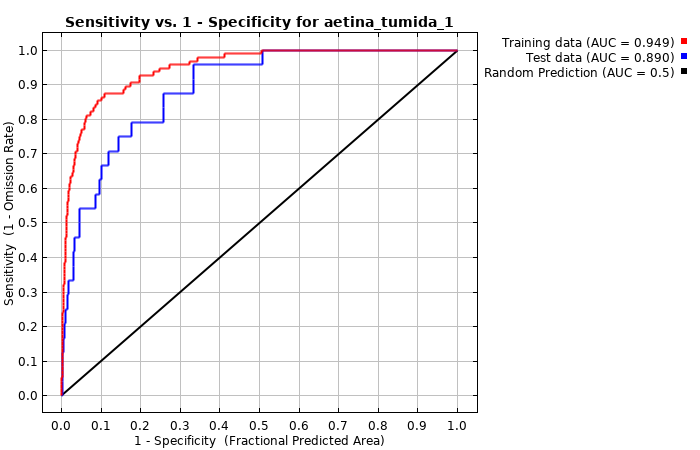 Sensitivity vs. 1 - Specificity for aetina_tumida_1
Training data (AUC = 0.949)
Test data (AUC = 0.890)
Random Prediction (AUC = 0.5)
Sensitivity (1 - Omission Rate)
1.0
0.9
0.8
0.7
0.6
0.5
0.4
0.3
0.2
0.1
0.0
0.0 0.1 0.2 0.3 0.4 0.5 0.6 0.7 0.8 0.9 1.0
1 - Specificity (Fractional Predicted Area)